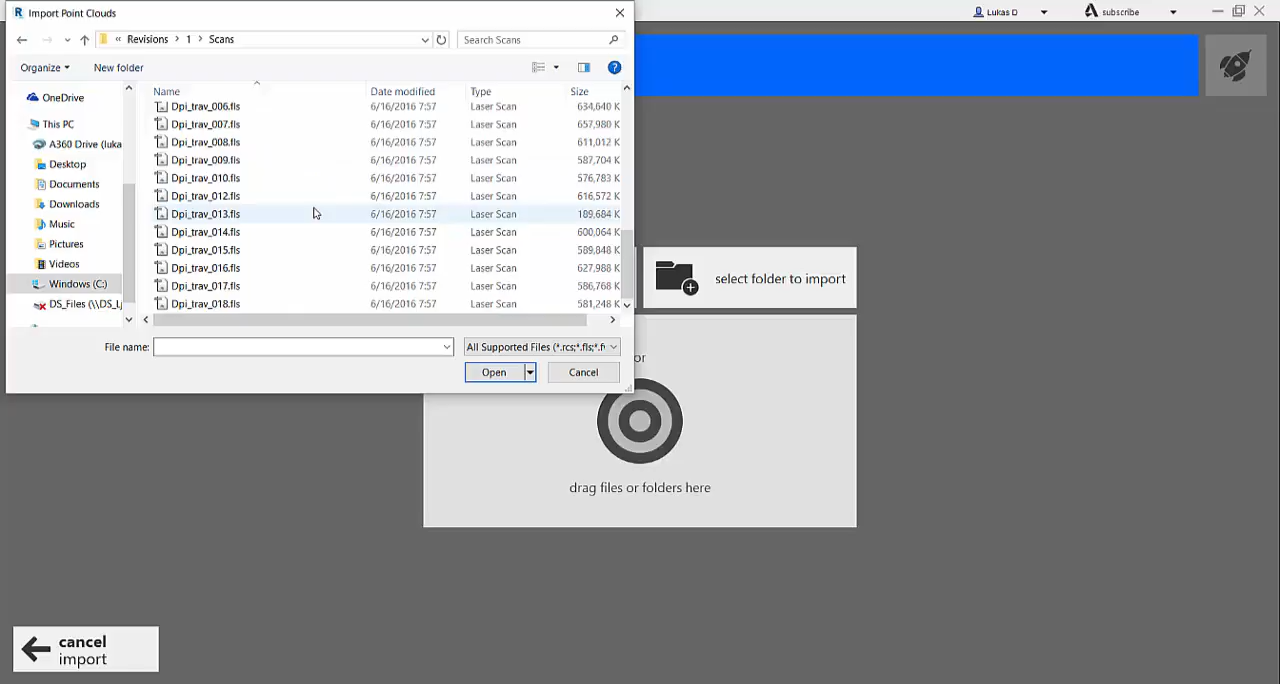 R Import Point Clouds
Lukas D
subscribe
« Revisions > 1 > Scans
Search Scans
Organize
New folder
Name
Date modified
Type
Size
OneDrive
This PC
A360 Drive (luka
Desktop
Documents
Downloads
Music
Pictures
Videos
Windows (C:)
DS_Files (\\DS_L
Dpi_trav_006.fls 6/16/2016 7:57 Laser Scan 634,640 K
Dpi_trav_007.fls 6/16/2016 7:57 Laser Scan 657,980 K
Dpi_trav_008.fls 6/16/2016 7:57 Laser Scan 611,012 K
Dpi_trav_009.fls 6/16/2016 7:57 Laser Scan 587,704 K
Dpi_trav_010.fls 6/16/2016 7:57 Laser Scan 576,783 K
Dpi_trav_012.fls 6/16/2016 7:57 Laser Scan 616,572 K
Dpi_trav_013.fls 6/16/2016 7:57 Laser Scan 189,684 K
Dpi_trav_014.fls 6/16/2016 7:57 Laser Scan 600,064 K
Dpi_trav_015.fls 6/16/2016 7:57 Laser Scan 589,848 K
Dpi_trav_016.fls 6/16/2016 7:57 Laser Scan 627,988 K
Dpi_trav_017.fls 6/16/2016 7:57 Laser Scan 586,768 K
Dpi_trav_018.fls 6/16/2016 7:57 Laser Scan 581,248 K
File name:
All Supported Files (*.rcs;*.fls;*.f
Open
Cancel
select folder to import
or
drag files or folders here
cancel
import